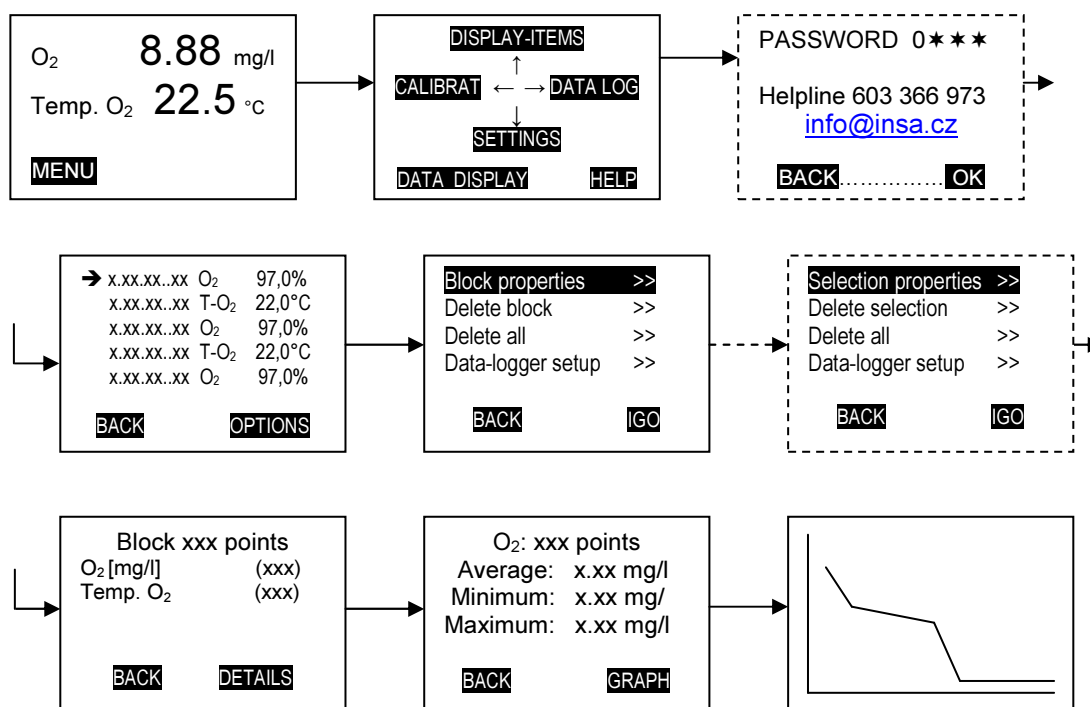 O₂ 8.88 mg/l
Temp. O₂ 22.5 °C
MENU
DISPLAY-ITEMS
↑
CALIBRAT ← → DATA LOG
↓
SETTINGS
DATA DISPLAY HELP
PASSWORD 0✶✶✶
Helpline 603 366 973
info@insa.cz
BACK…………… OK
➔ x.xx.xx..xx O₂ 97,0%
x.xx.xx..xx T-O₂ 22,0°C
x.xx.xx..xx O₂ 97,0%
x.xx.xx..xx T-O₂ 22,0°C
x.xx.xx..xx O₂ 97,0%
BACK OPTIONS
Block properties >>
Delete block >>
Delete all >>
Data-logger setup >>
BACK IGO
Selection properties >>
Delete selection >>
Delete all >>
Data-logger setup >>
BACK IGO
Block xxx points
O₂ [mg/l] (xxx)
Temp. O₂ (xxx)
BACK DETAILS
O₂: xxx points
Average: x.xx mg/l
Minimum: x.xx mg/
Maximum: x.xx mg/l
BACK GRAPH